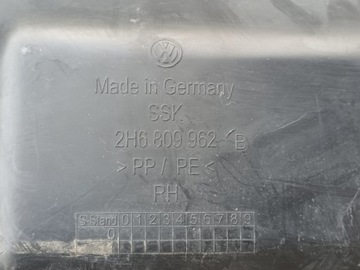 Made in Germany
SSK
2H6 809 962 B
> PP / PE <
RH
S-Stand 0 1 2 3 4 5 6 7 8 9
0